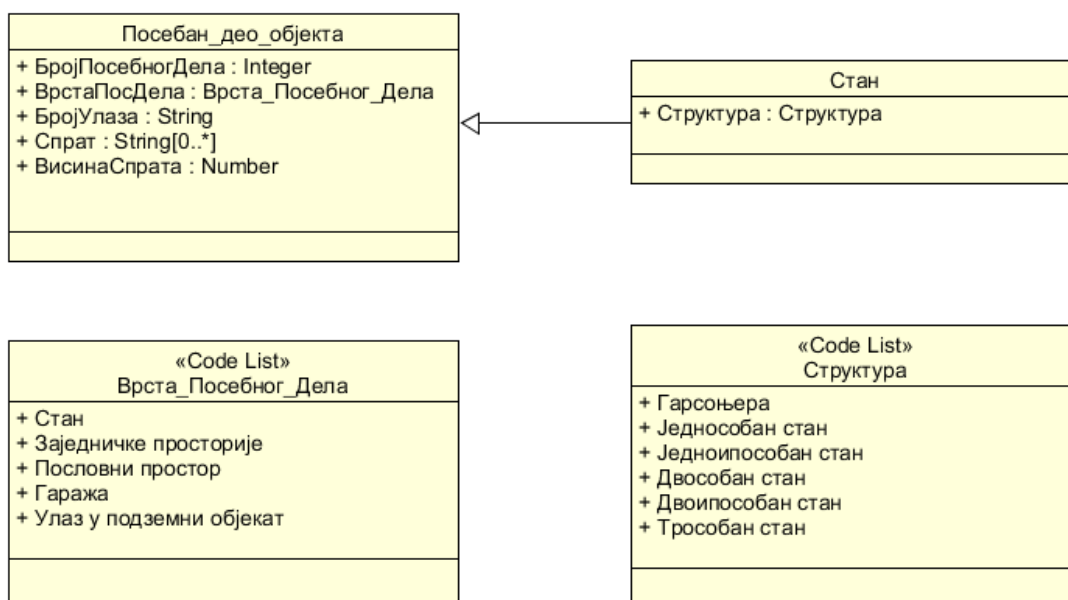 Посебан_део_објекта
+ БројПосебногДела : Integer
+ ВрстаПосДела : Врста_Посебног_Дела
+ БројУлаза : String
+ Спрат : String[0..*]
+ ВисинаСпрата : Number
Стан
+ Структура : Структура
«Code List»
Врста_Посебног_Дела
+ Стан
+ Заједничке просторије
+ Пословни простор
+ Гаража
+ Улаз у подземни објекат
«Code List»
Структура
+ Гарсоњера
+ Једнособан стан
+ Једноипособан стан
+ Двособан стан
+ Двоипособан стан
+ Трособан стан